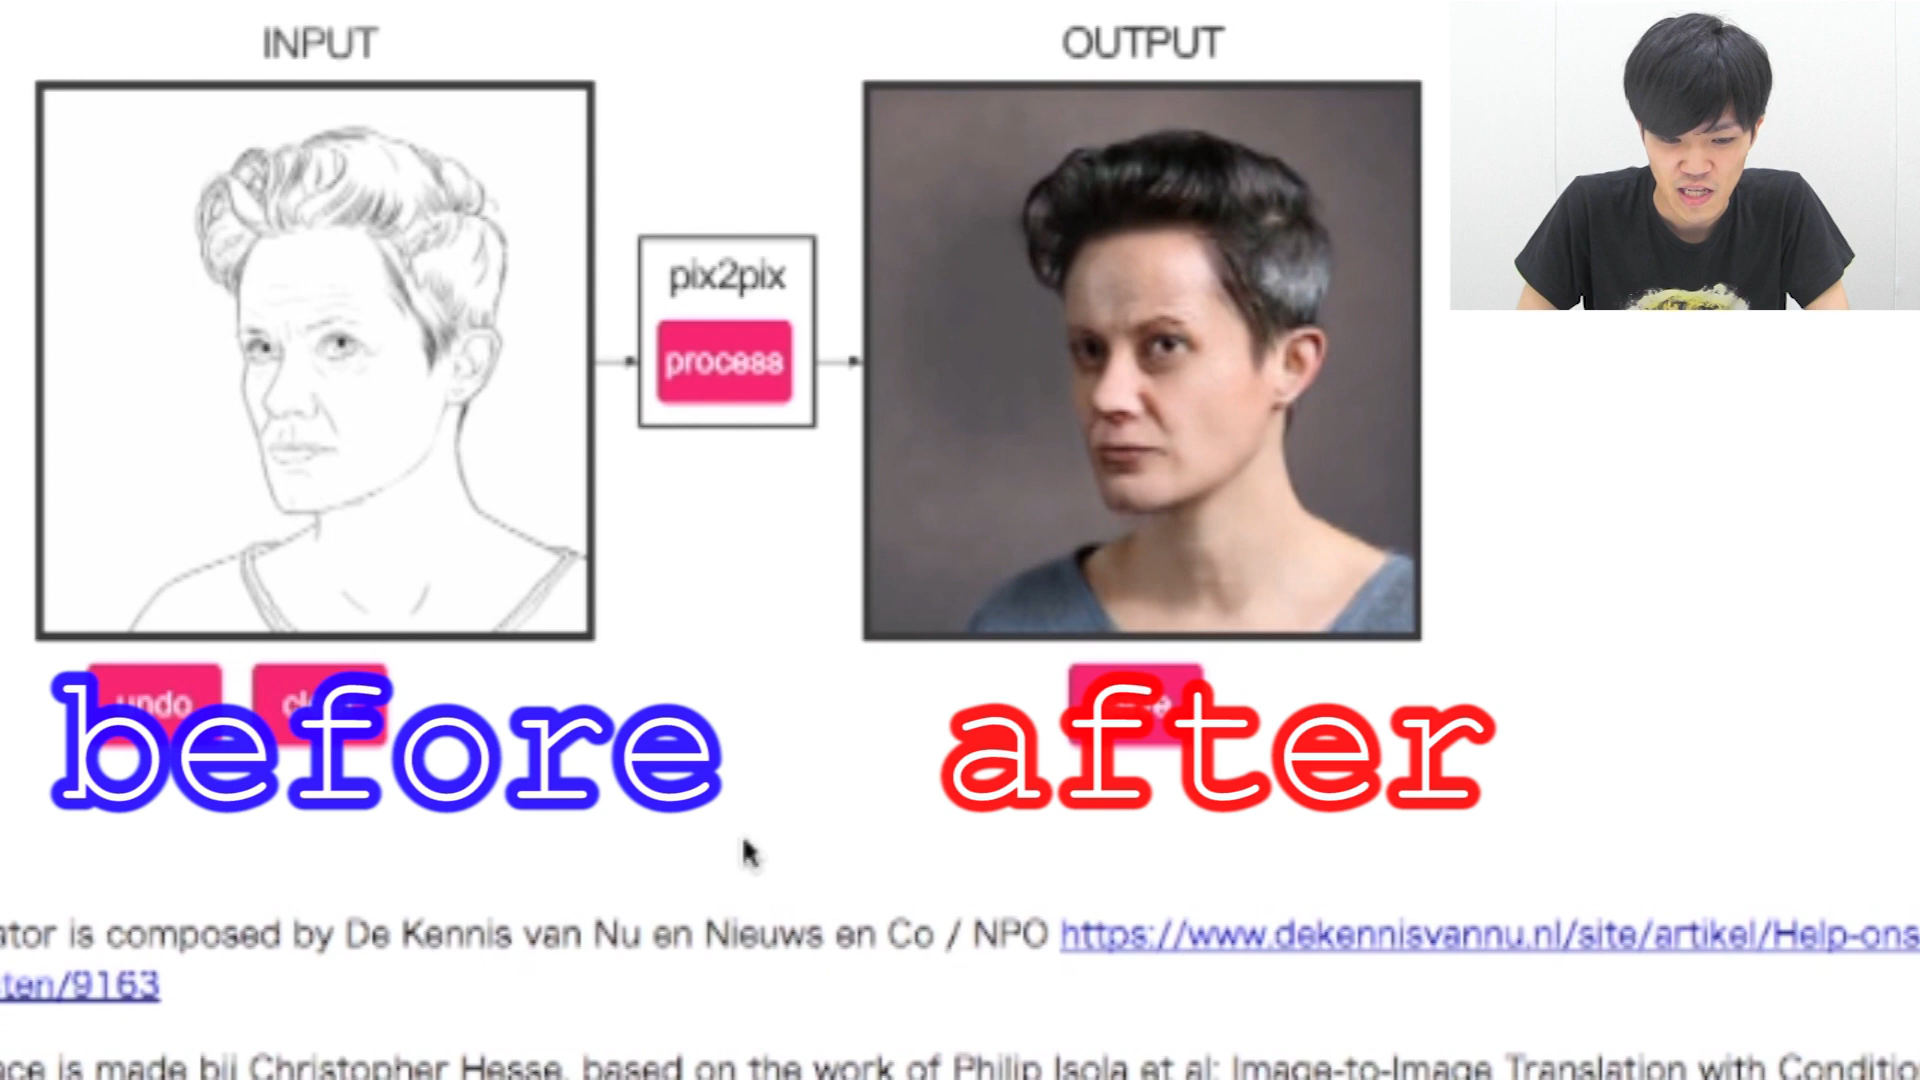 INPUT
OUTPUT
pix2pix
process
undo
before
after
ator is composed by De Kennis van Nu en Nieuws en Co / NPO https://www.dekennisvannu.nl/site/artikel/Help-ons
ten/9163
ace is made bij Christopher Hesse, based on the work of Philip Isola et al: Image-to-Image Translation with Conditio